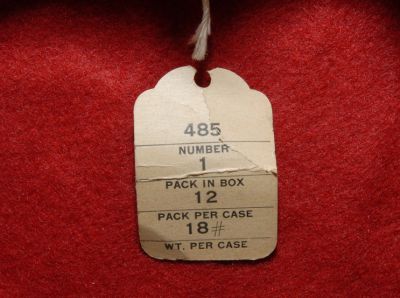 485
NUMBER
1
PACK IN BOX
12
PACK PER CASE
18#
WT. PER CASE